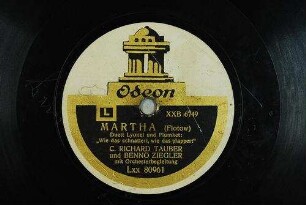 Odeon
XXB 6749
L
MARTHA (Flotow)
Duett Lyonel und Plumkett:
„Wie das schnattert, wie das plappert"
C. RICHARD TAUBER
und BENNO ZIEGLER
mit Orchesterbegleitung
Lxx 80961